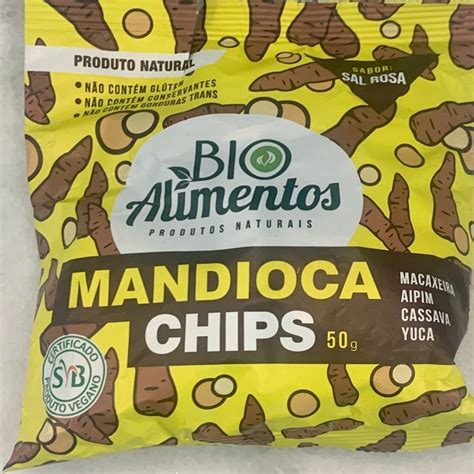 PRODUTO NATURAL
• NÃO CONTÉM GLÚTEN
• NÃO CONTÉM CONSERVANTES
• NÃO CONTÉM GORDURAS TRANS
SABOR:
SAL ROSA
BIO
Alimentos
PRODUTOS NATURAIS
MANDIOCA
CHIPS 50g
MACAXEIRA
AIPIM
CASSAVA
YUCA
CERTIFICADO
SVB
PRODUTO VEGANO